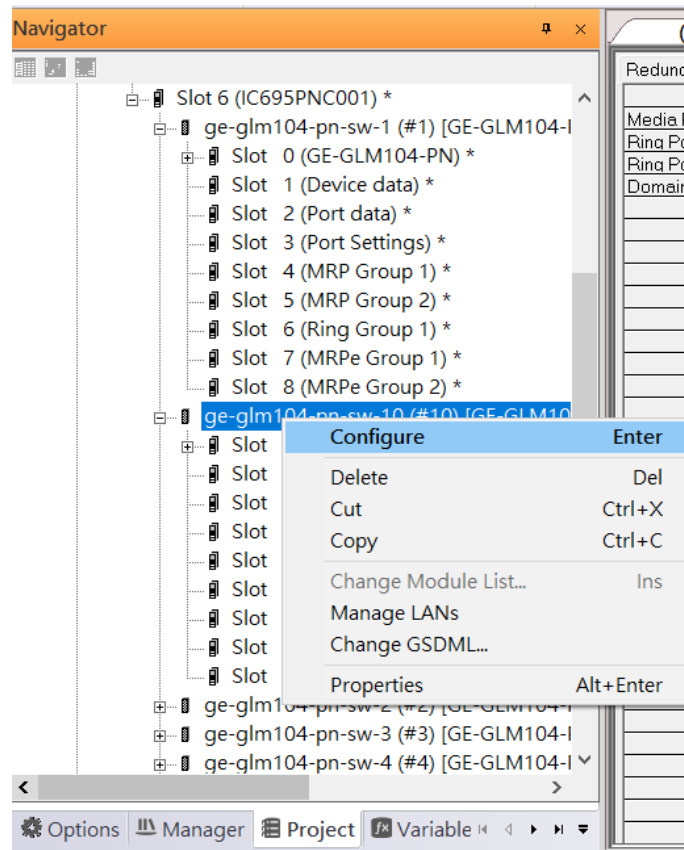 Navigator
(
Redund
Slot 6 (IC695PNC001) *
ge-glm104-pn-sw-1 (#1) [GE-GLM104-I
Media
Slot 0 (GE-GLM104-PN) *
Ring Po
Slot 1 (Device data) *
Ring Po
Domain
Slot 2 (Port data) *
Slot 3 (Port Settings) *
Slot 4 (MRP Group 1) *
Slot 5 (MRP Group 2) *
Slot 6 (Ring Group 1) *
Slot 7 (MRPe Group 1) *
Slot 8 (MRPe Group 2) *
ge-glm104-pn-sw-10 (#10) [GE-GLM10
Slot
Slot
Slot
Slot
Slot
Slot
Slot
Slot
Slot
Configure Enter
Delete Del
Cut Ctrl+X
Copy Ctrl+C
Change Module List... Ins
Manage LANs
Change GSDML...
Properties Alt+Enter
ge-glm104-pn-sw-2 (#2) [GE-GLM104-I
ge-glm104-pn-sw-3 (#3) [GE-GLM104-I
ge-glm104-pn-sw-4 (#4) [GE-GLM104-I
Options Manager Project fx Variable